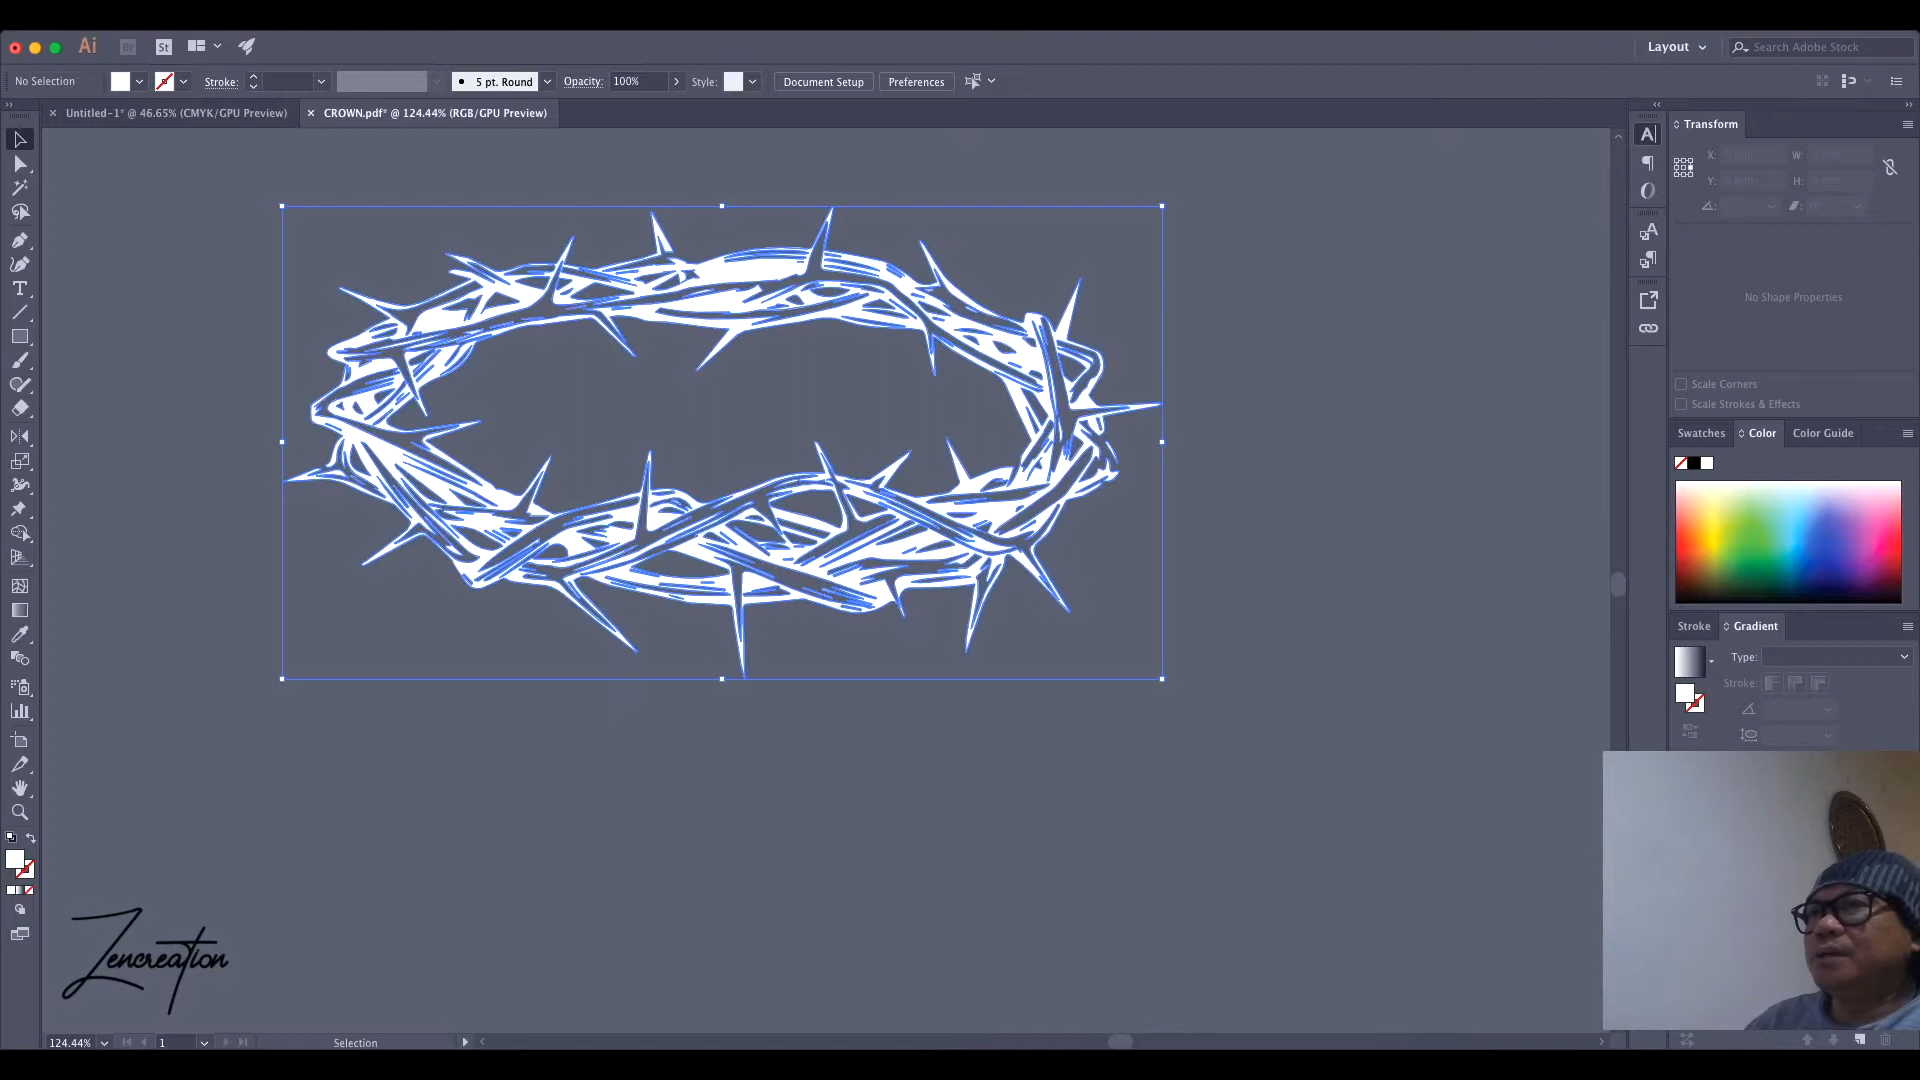 Ai Br St Layout Search Adobe Stock
No Selection Stroke: 5 pt. Round Opacity: 100% Style: Document Setup Preferences
Untitled-1* @ 46.65% (CMYK/GPU Preview) CROWN.pdf* @ 124.44% (RGB/GPU Preview)
Transform
X: W:
Y: H:
No Shape Properties
Scale Corners
Scale Strokes & Effects
Swatches Color Color Guide
Stroke Gradient
Type:
Stroke:
Zencreation
124.44% 1 Selection